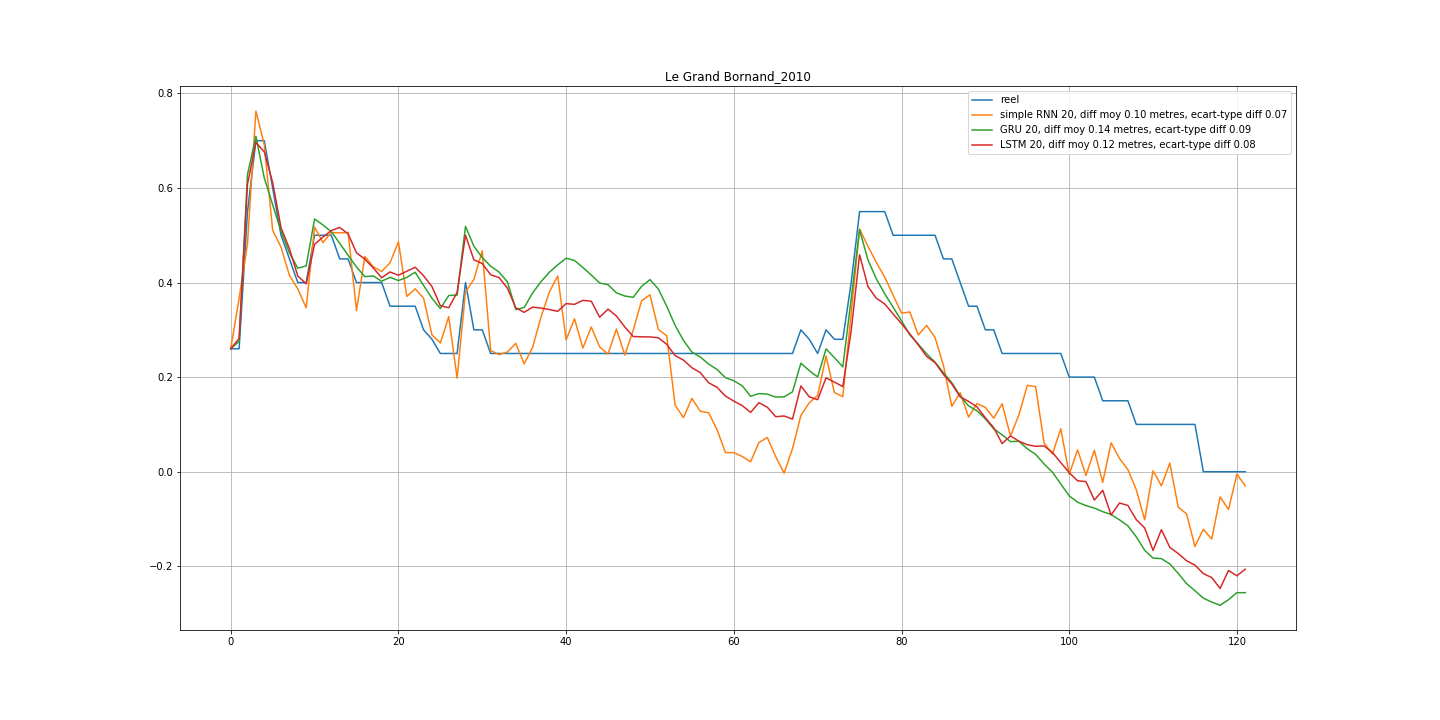 Le Grand Bornand_2010
reel
simple RNN 20, diff moy 0.10 metres, ecart-type diff 0.07
GRU 20, diff moy 0.14 metres, ecart-type diff 0.09
LSTM 20, diff moy 0.12 metres, ecart-type diff 0.08
0.8
0.6
0.4
0.2
0.0
−0.2
0 20 40 60 80 100 120